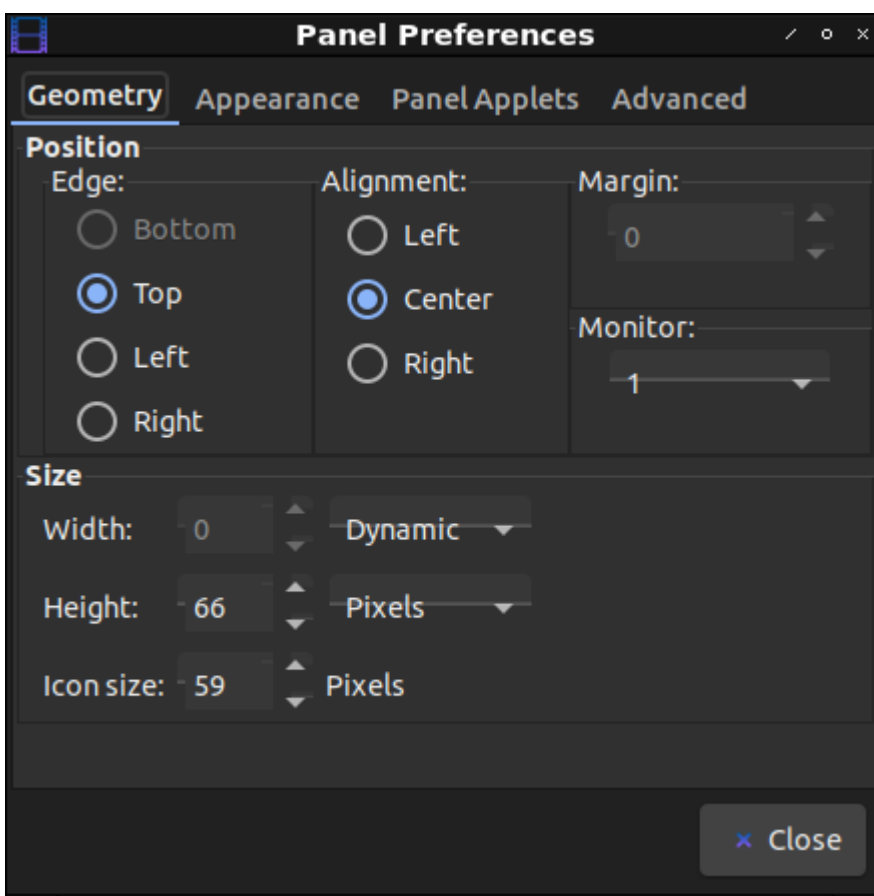 Panel Preferences
Geometry Appearance Panel Applets Advanced
Position
Edge: Alignment: Margin:
Bottom Left 0
Top Center
Monitor:
Left Right 1
Right
Size
Width: 0 Dynamic
Height: 66 Pixels
Icon size: 59 Pixels
Close